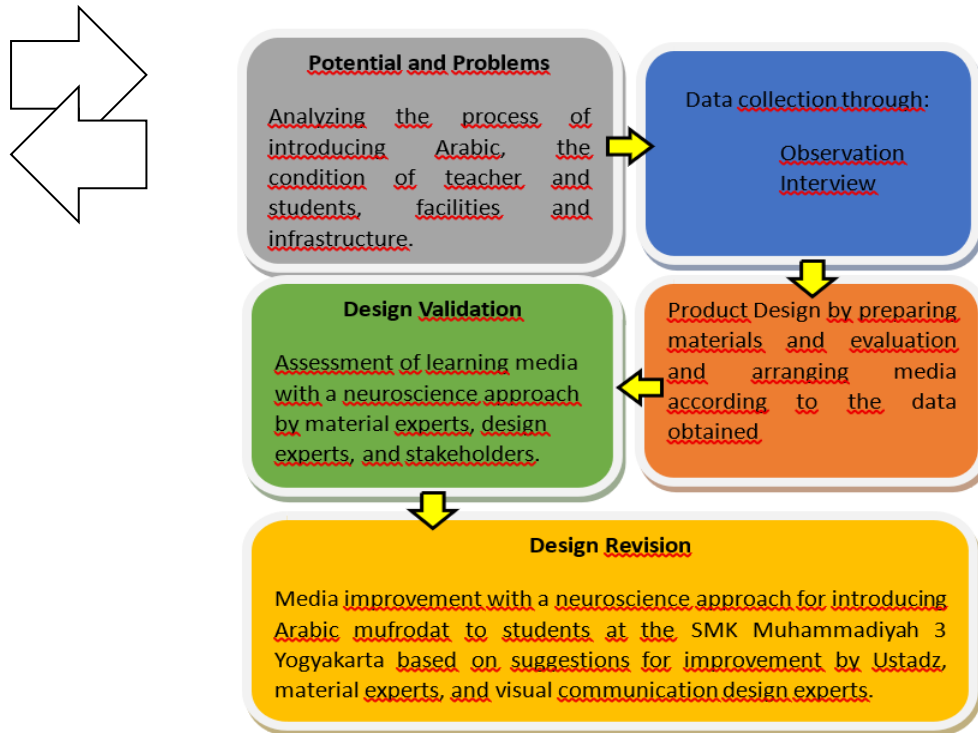 Potential and Problems
Analyzing the process of
introducing Arabic, the
condition of teacher and
students, facilities and
infrastructure.
Data collection through:
Observation
Interview
Product Design by preparing
materials and evaluation
and arranging media
according to the data
obtained
Design Validation
Assessment of learning media
with a neuroscience approach
by material experts, design
experts, and stakeholders.
Design Revision
Media improvement with a neuroscience approach for introducing
Arabic mufrodat to students at the SMK Muhammadiyah 3
Yogyakarta based on suggestions for improvement by Ustadz,
material experts, and visual communication design experts.